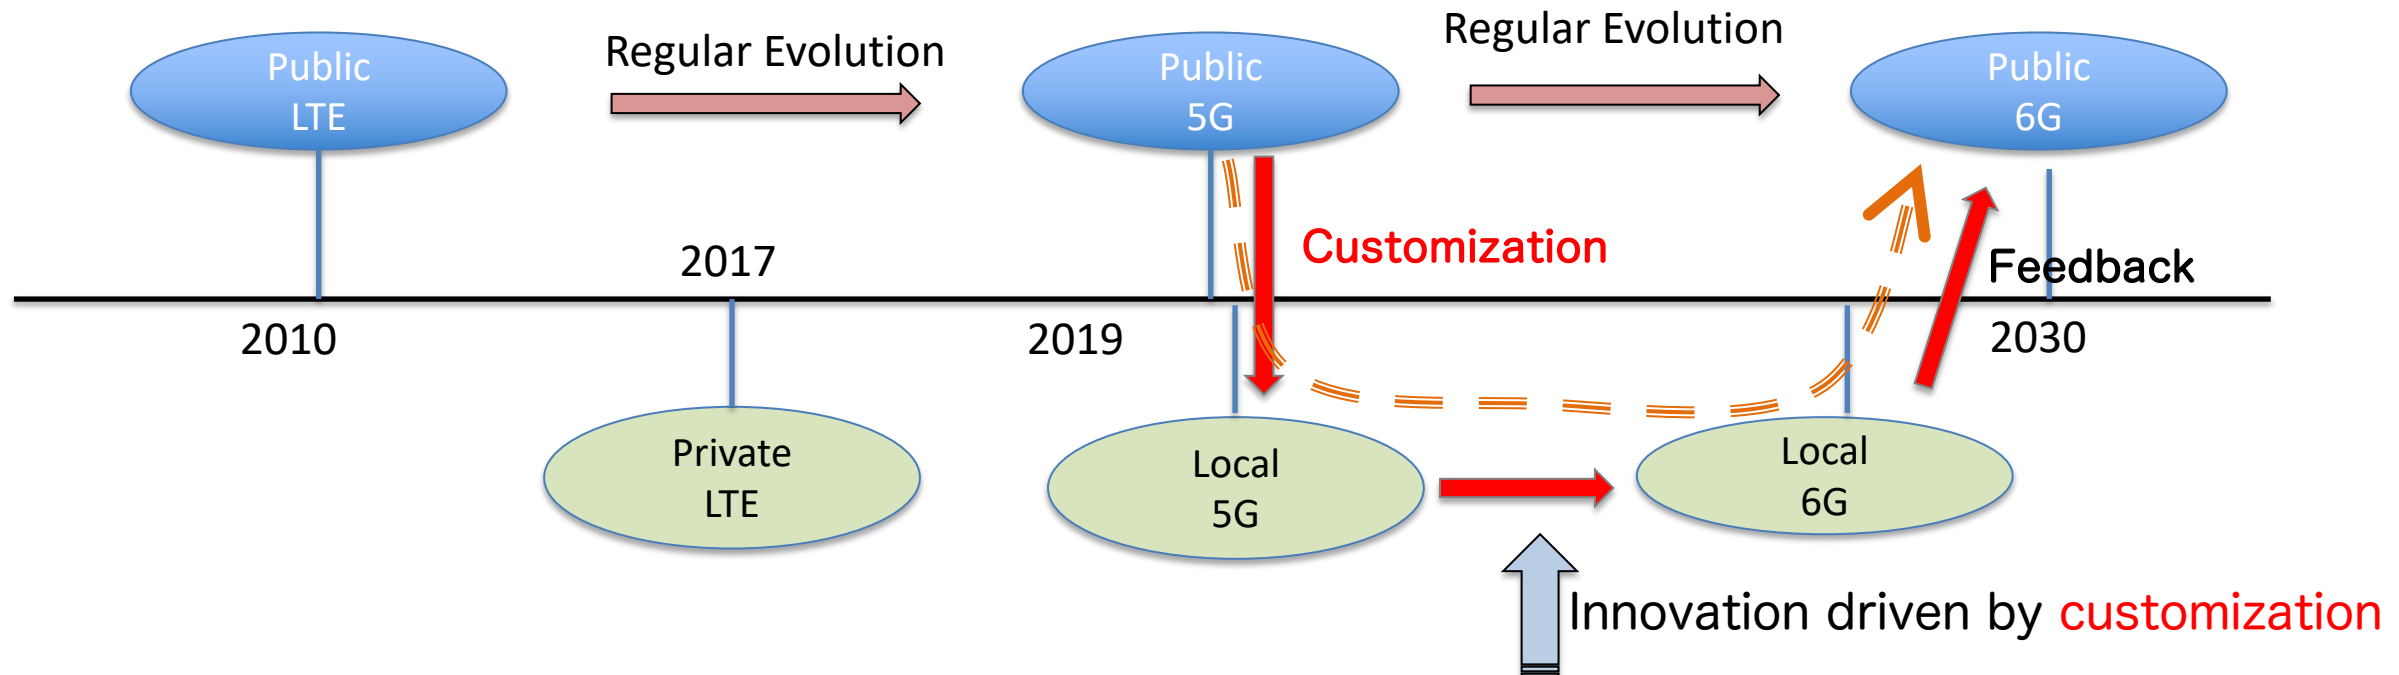 Public
LTE
Regular Evolution
Public
5G
Regular Evolution
Public
6G
2017
Customization
Feedback
2010
2019
2030
Private
LTE
Local
5G
Local
6G
Innovation driven by customization